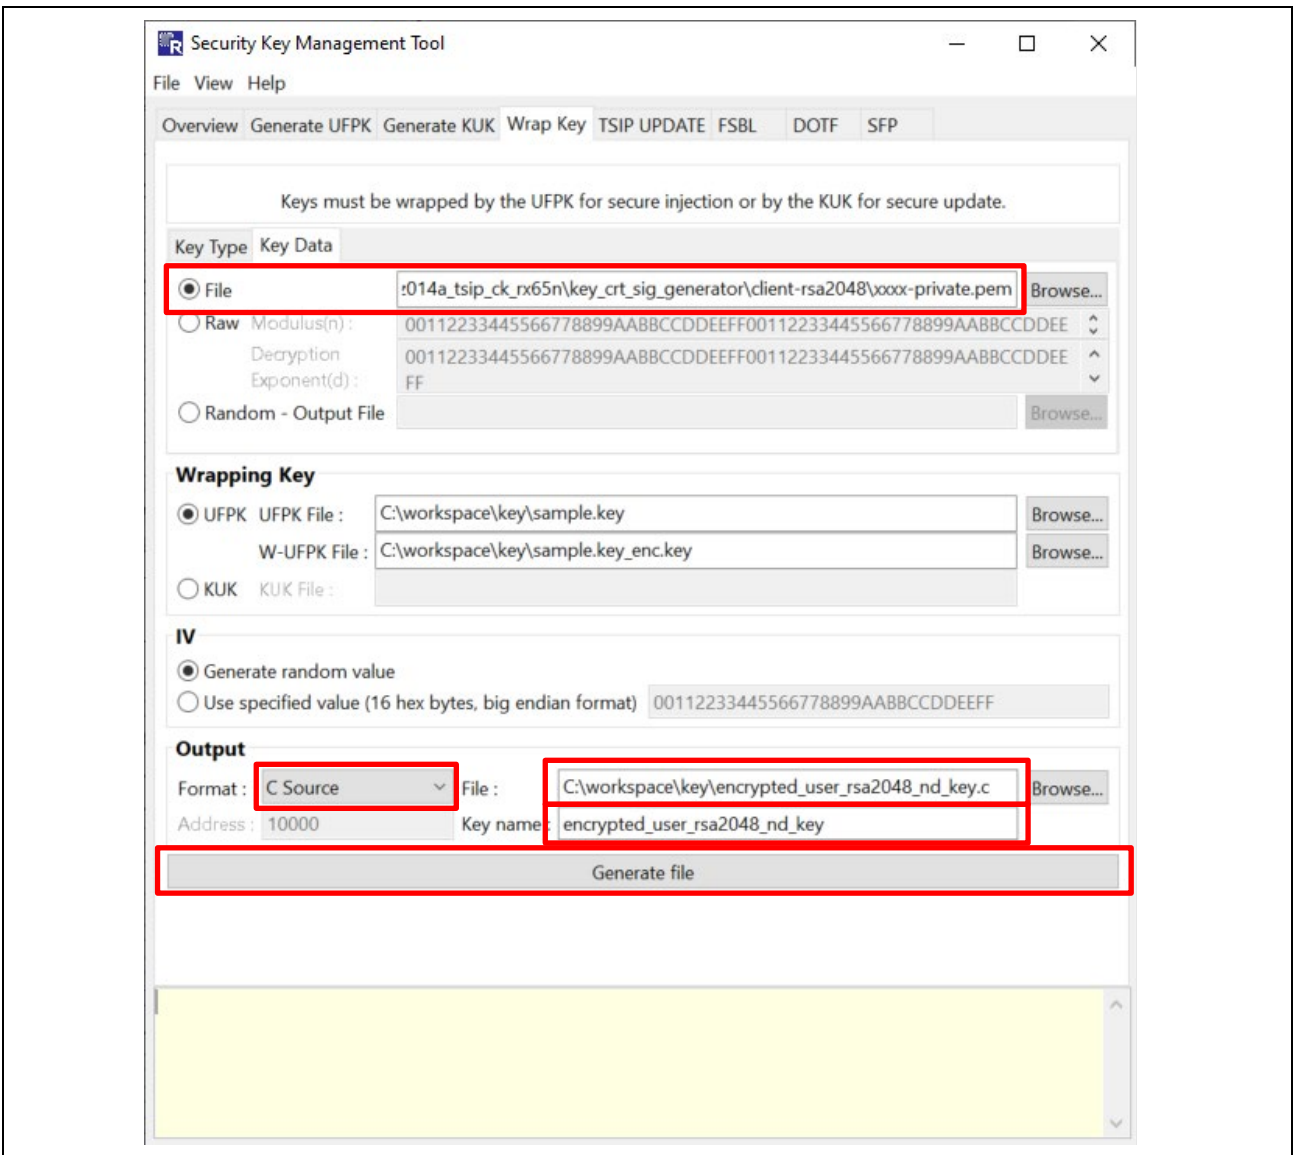 Security Key Management Tool
File View Help
Overview Generate UFPK Generate KUK Wrap Key TSIP UPDATE FSBL DOTF SFP
Keys must be wrapped by the UFPK for secure injection or by the KUK for secure update.
Key Type Key Data
File :014a_tsip_ck_rx65n\key_crt_sig_generator\client-rsa2048\xxxx-private.pem Browse...
Raw Modulus(n) : 00112233445566778899AABBCCDDEEFF00112233445566778899AABBCCDDEE
Decryption 00112233445566778899AABBCCDDEEFF00112233445566778899AABBCCDDEE
Exponent(d) : FF
Random - Output File Browse...
Wrapping Key
UFPK UFPK File : C:\workspace\key\sample.key Browse...
W-UFPK File : C:\workspace\key\sample.key_enc.key Browse...
KUK KUK File :
IV
Generate random value
Use specified value (16 hex bytes, big endian format) 00112233445566778899AABBCCDDEEFF
Output
Format : C Source File : C:\workspace\key\encrypted_user_rsa2048_nd_key.c Browse...
Address : 10000 Key name : encrypted_user_rsa2048_nd_key
Generate file